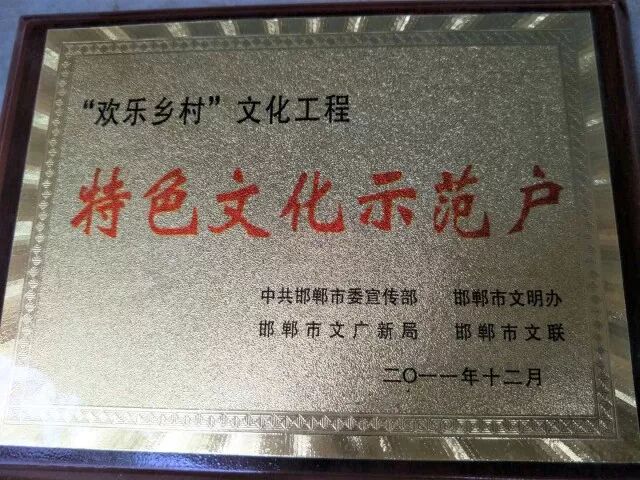 “欢乐乡村”文化工程
特色文化示范户
中共邯郸市委宣传部 邯郸市文明办
邯郸市文广新局 邯郸市文联
二〇一一年十二月